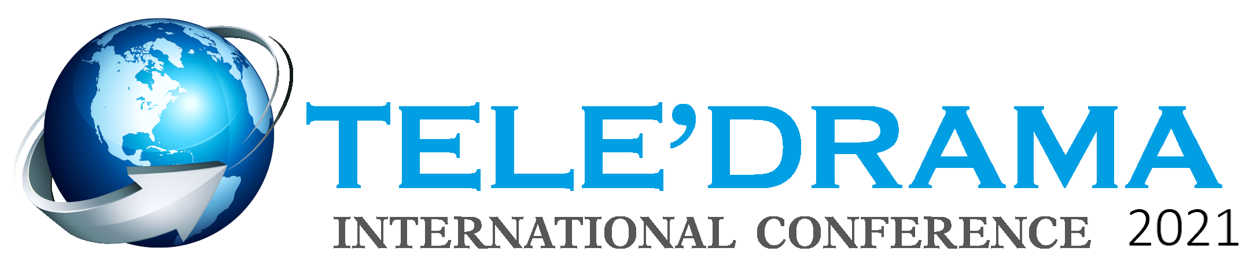 TELE’DRAMA
INTERNATIONAL CONFERENCE 2021